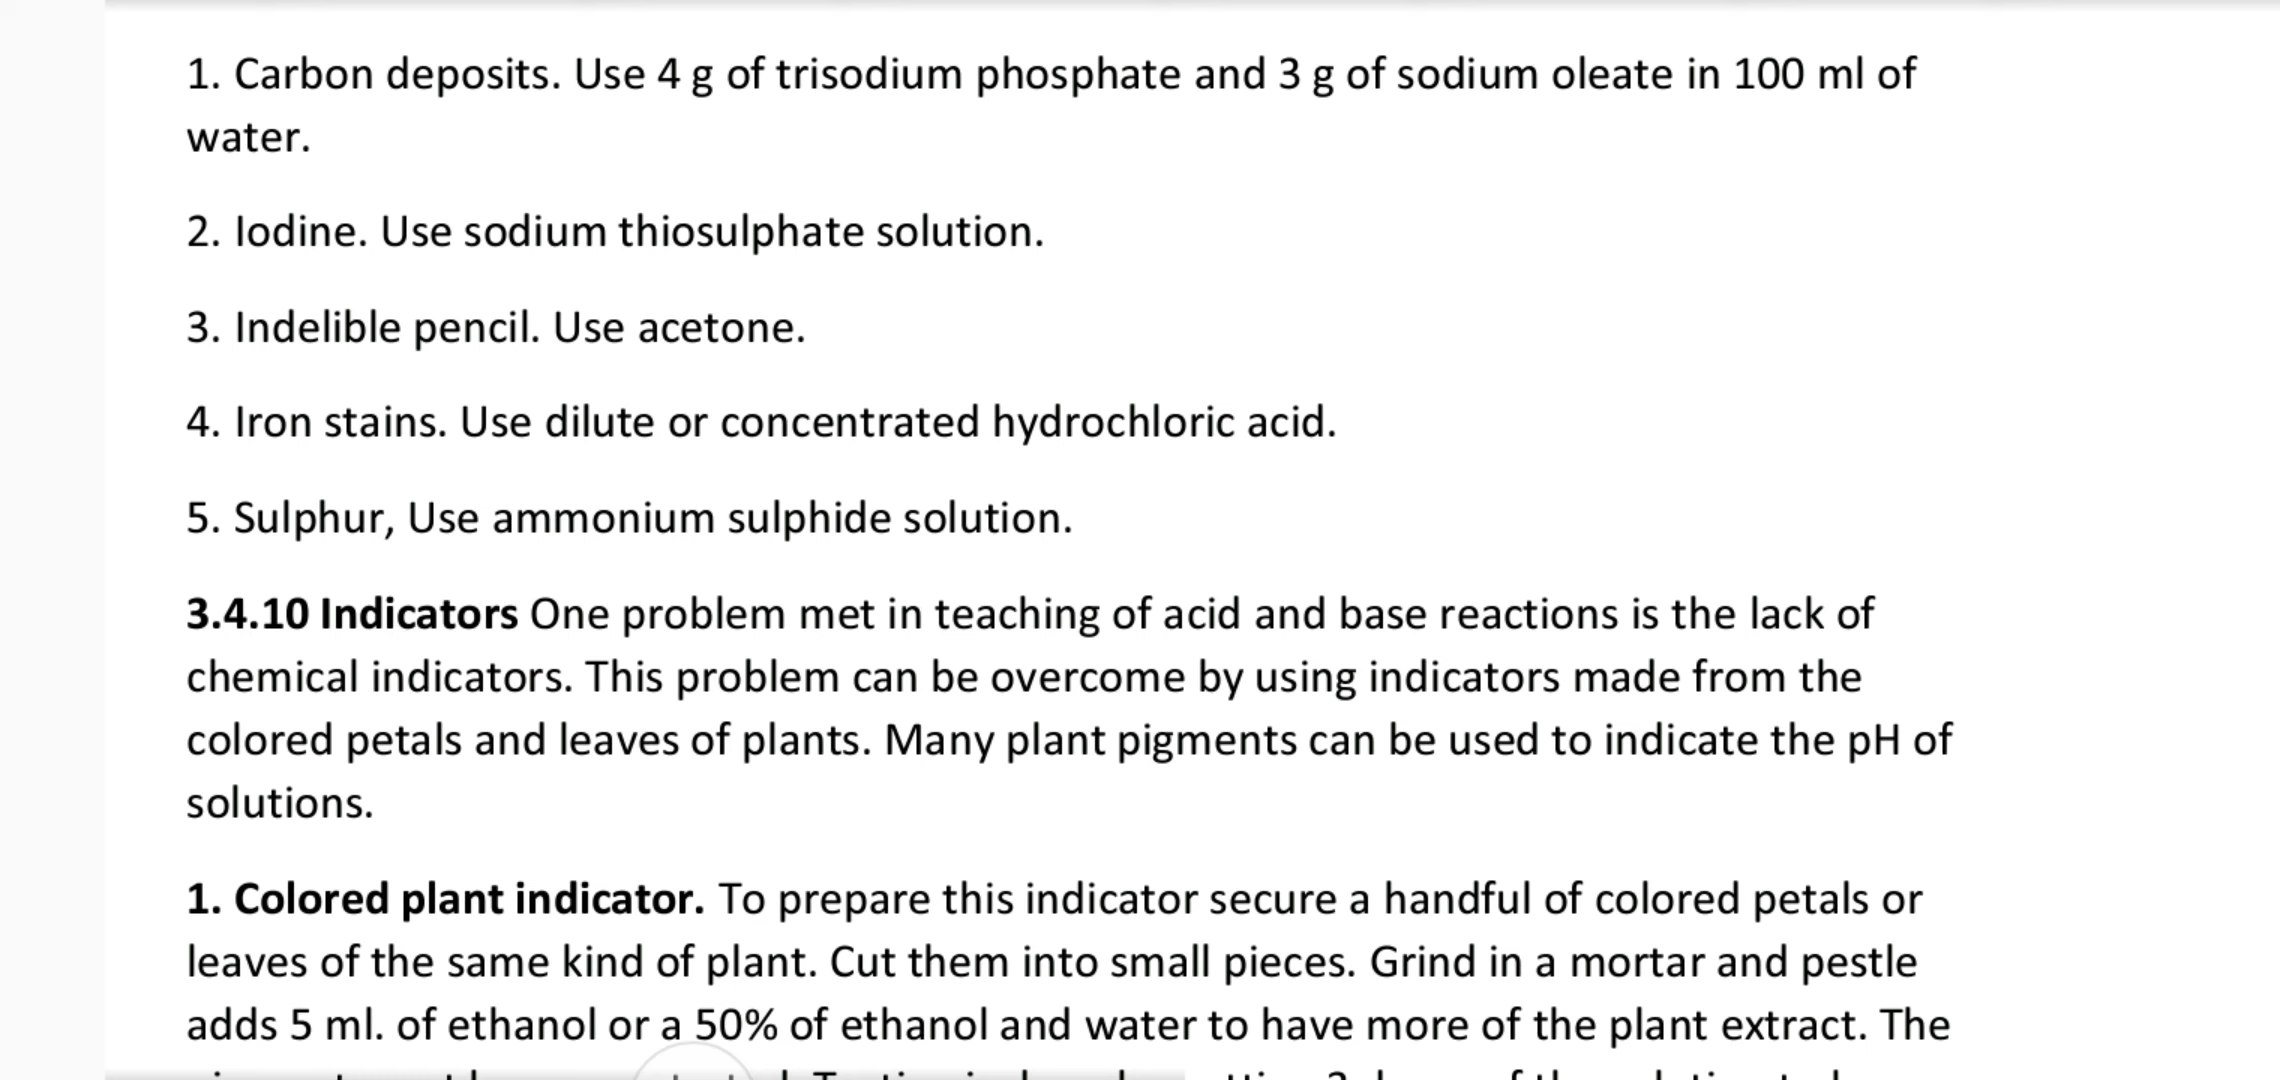 1. Carbon deposits. Use 4 g of trisodium phosphate and 3 g of sodium oleate in 100 ml of
water.
2. Iodine. Use sodium thiosulphate solution.
3. Indelible pencil. Use acetone.
4. Iron stains. Use dilute or concentrated hydrochloric acid.
5. Sulphur, Use ammonium sulphide solution.
3.4.10 Indicators One problem met in teaching of acid and base reactions is the lack of
chemical indicators. This problem can be overcome by using indicators made from the
colored petals and leaves of plants. Many plant pigments can be used to indicate the pH of
solutions.
1. Colored plant indicator. To prepare this indicator secure a handful of colored petals or
leaves of the same kind of plant. Cut them into small pieces. Grind in a mortar and pestle
adds 5 ml. of ethanol or a 50% of ethanol and water to have more of the plant extract. The